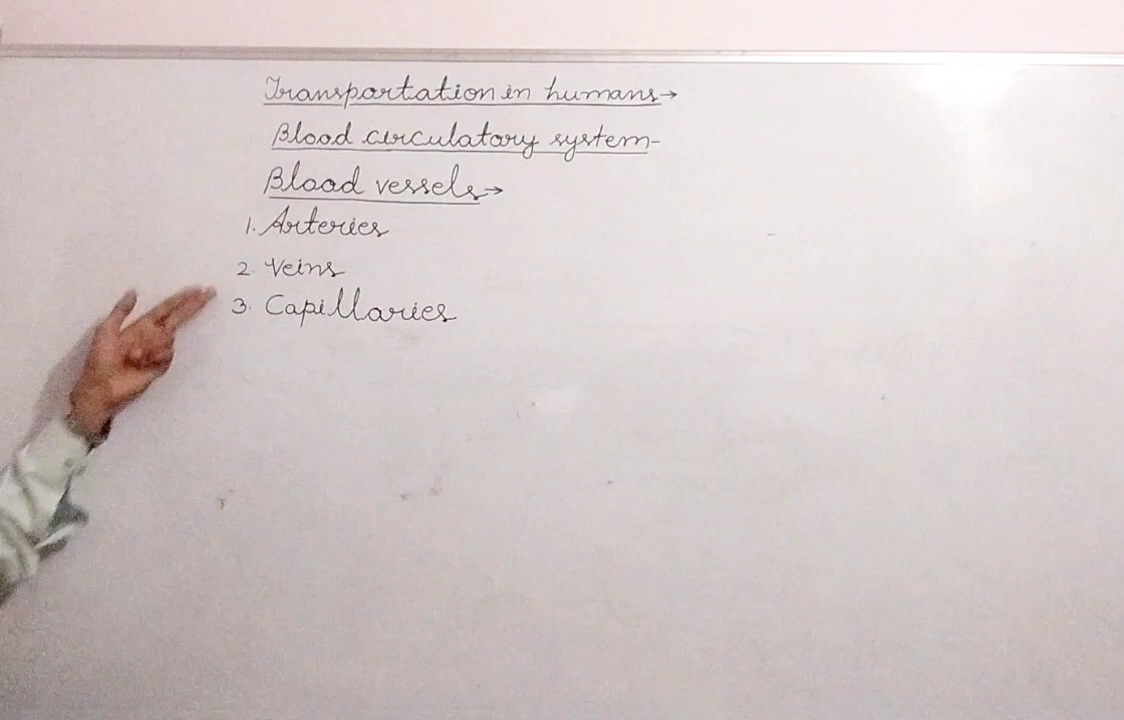 Transportation in humans→
Blood circulatory system-
Blood vessels→
1. Arteries
2. Veins
3. Capillaries